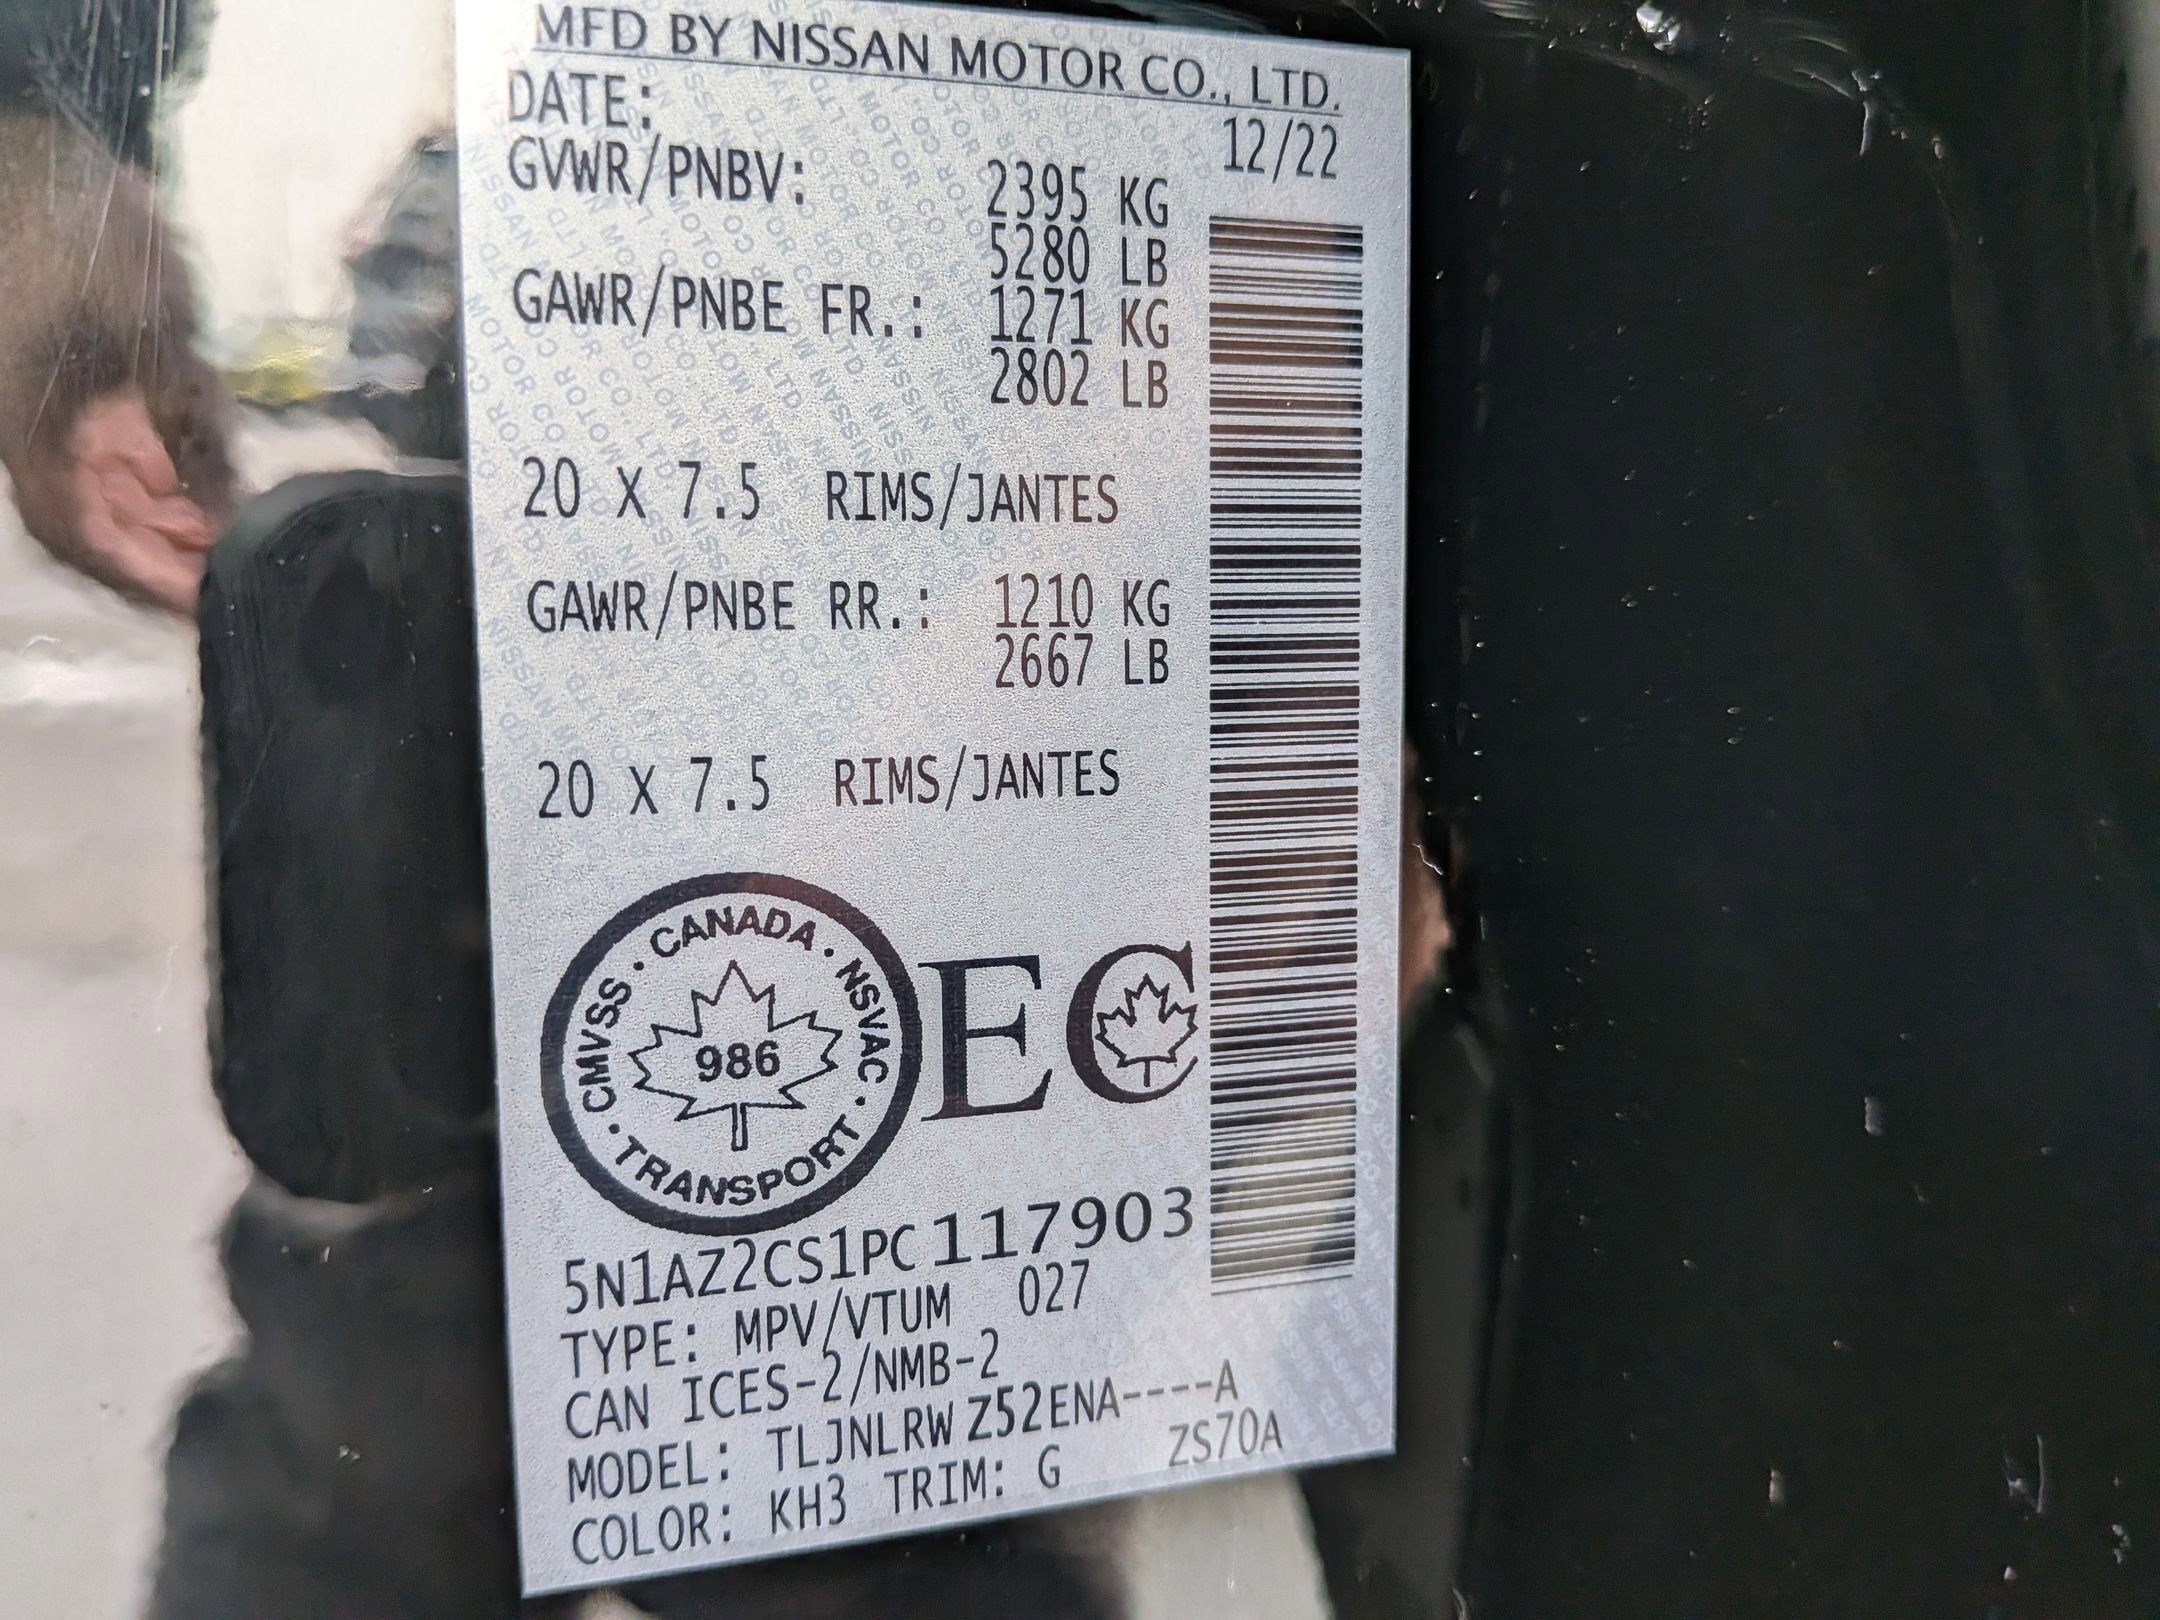 MFD BY NISSAN MOTOR CO., LTD.
DATE: 12/22
GVWR/PNBV: 2395 KG
5280 LB
GAWR/PNBE FR.: 1271 KG
2802 LB
20 X 7.5 RIMS/JANTES
GAWR/PNBE RR.: 1210 KG
2667 LB
20 X 7.5 RIMS/JANTES
CMVSS · CANADA · NSVAC · TRANSPORT ·
986
EC
5N1AZ2CS1PC117903
TYPE: MPV/VTUM 027
CAN ICES-2/NMB-2
MODEL: TLJNLRWZ52ENA----A
COLOR: KH3 TRIM: G ZS70A